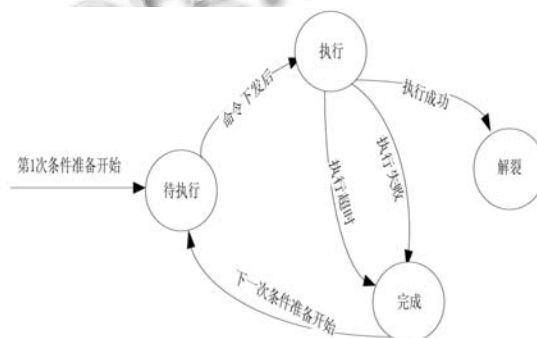 执行
命令下发后
执行成功
第1次条件准备开始
待执行
执行超时
执行失败
解裂
下一次条件准备开始
完成